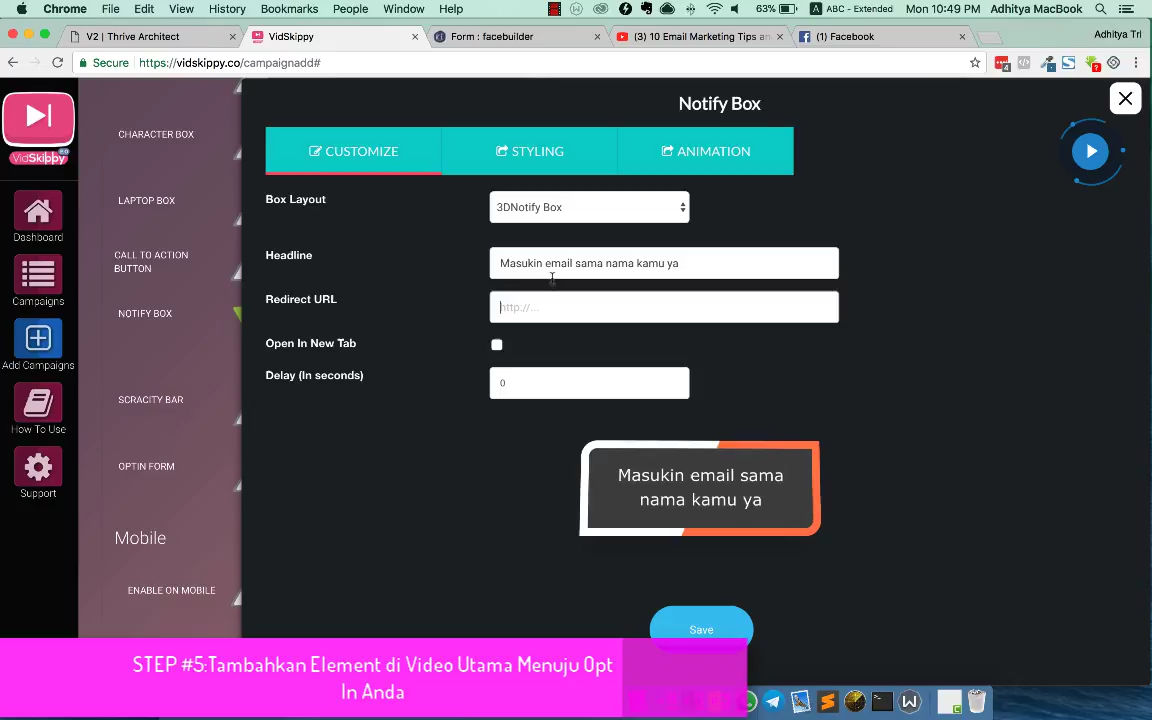 Chrome File Edit View History Bookmarks People Window Help 63% ABC - Extended Mon 10:49 PM Adhitya MacBook
V2 | Thrive Architect VidSkippy Form : facebuilder (3) 10 Email Marketing Tips an (1) Facebook Adhitya Tri
Secure https://vidskippy.co/campaignadd#
VidSkippy
Dashboard
Campaigns
Add Campaigns
How To Use
Support
CHARACTER BOX
LAPTOP BOX
CALL TO ACTION
BUTTON
NOTIFY BOX
SCRACITY BAR
OPTIN FORM
Mobile
ENABLE ON MOBILE
Notify Box
CUSTOMIZE STYLING ANIMATION
Box Layout 3DNotify Box
Headline Masukin email sama nama kamu ya
Redirect URL http://...
Open In New Tab
Delay (In seconds) 0
Masukin email sama
nama kamu ya
Save
STEP #5:Tambahkan Element di Video Utama Menuju Opt
In Anda